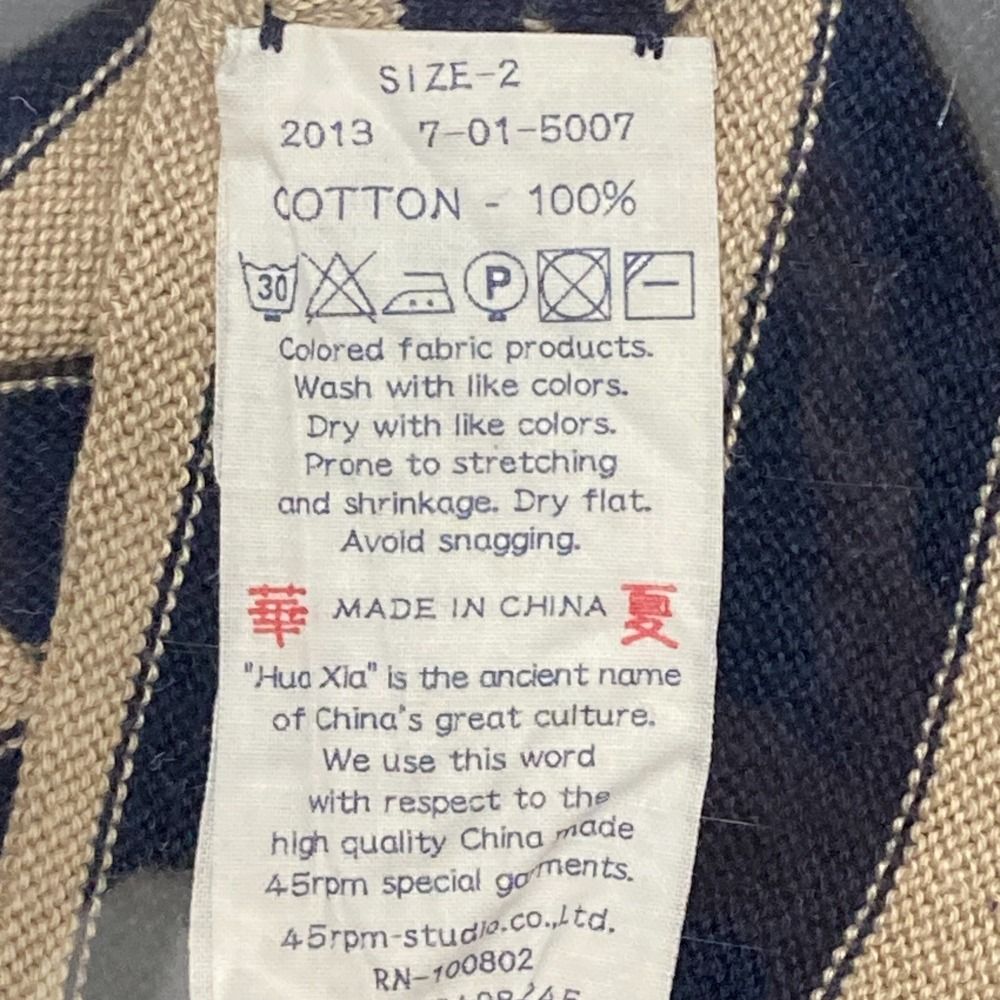 SIZE-2
2013 7-01-5007
COTTON - 100%
30 P
Colored fabric products.
Wash with like colors.
Dry with like colors.
Prone to stretching
and shrinkage. Dry flat.
Avoid snagging.
華 MADE IN CHINA 夏
"Hua Xia" is the ancient name
of China's great culture.
We use this word
with respect to the
high quality China made
45rpm special garments.
45rpm-studio.co.,Ltd.
RN-100802